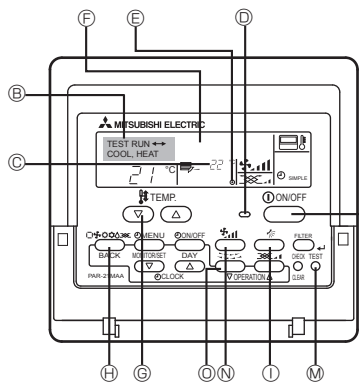 Ⓕ Ⓔ Ⓓ
Ⓑ
MITSUBISHI ELECTRIC
TEST RUN ↔
COOL, HEAT
Ⓒ
21 °C
SIMPLE
TEMP.
ON/OFF
▽ △
MENU ON/OFF FILTER
BACK MONITOR/SET DAY CHECK TEST
PAR-21MAA ▽ △ ▽ OPERATION △ CLEAR
CLOCK
Ⓗ Ⓖ Ⓞ Ⓝ Ⓘ Ⓜ